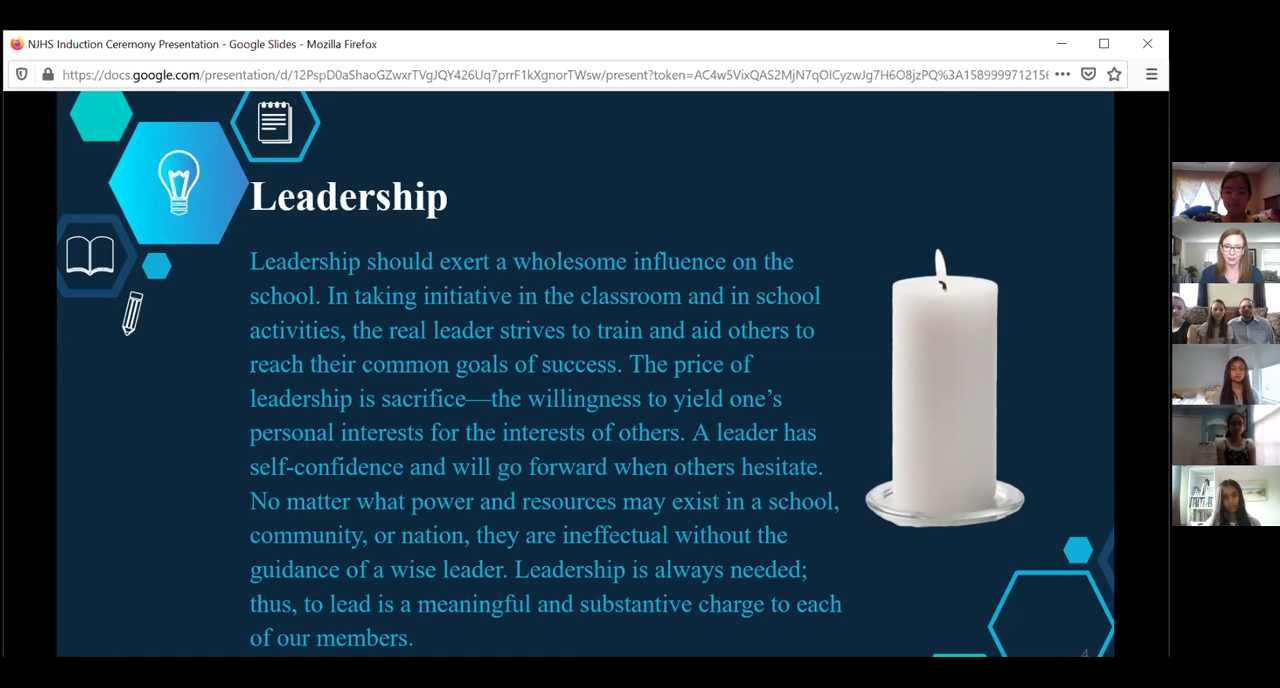 NJHS Induction Ceremony Presentation - Google Slides - Mozilla Firefox
https://docs.google.com/presentation/d/12PspD0aShaoGZwxrTVgJQY426Uq7prrF1kXgnorTWsw/present?token=AC4w5VixQAS2MjN7qOlCyzwJg7H6O8jzPQ%3A1589999712156
Leadership
Leadership should exert a wholesome influence on the
school. In taking initiative in the classroom and in school
activities, the real leader strives to train and aid others to
reach their common goals of success. The price of
leadership is sacrifice—the willingness to yield one’s
personal interests for the interests of others. A leader has
self-confidence and will go forward when others hesitate.
No matter what power and resources may exist in a school,
community, or nation, they are ineffectual without the
guidance of a wise leader. Leadership is always needed;
thus, to lead is a meaningful and substantive charge to each
of our members.
4